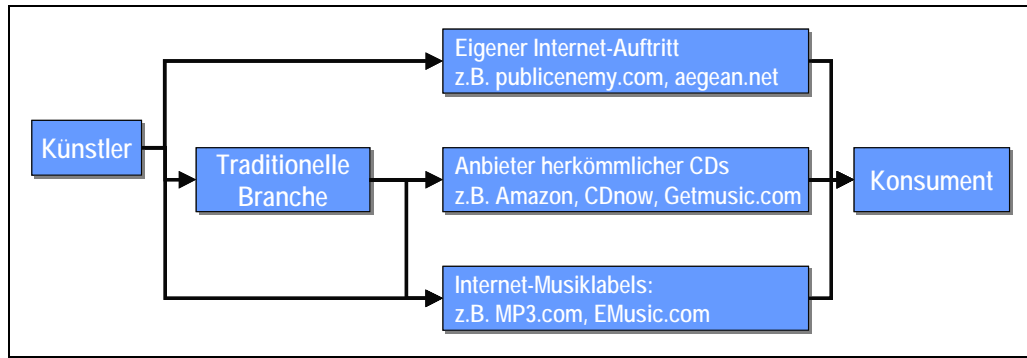 Künstler
Traditionelle
Branche
Eigener Internet-Auftritt
z.B. publicenemy.com, aegean.net
Anbieter herkömmlicher CDs
z.B. Amazon, CDnow, Getmusic.com
Internet-Musiklabels:
z.B. MP3.com, EMusic.com
Konsument